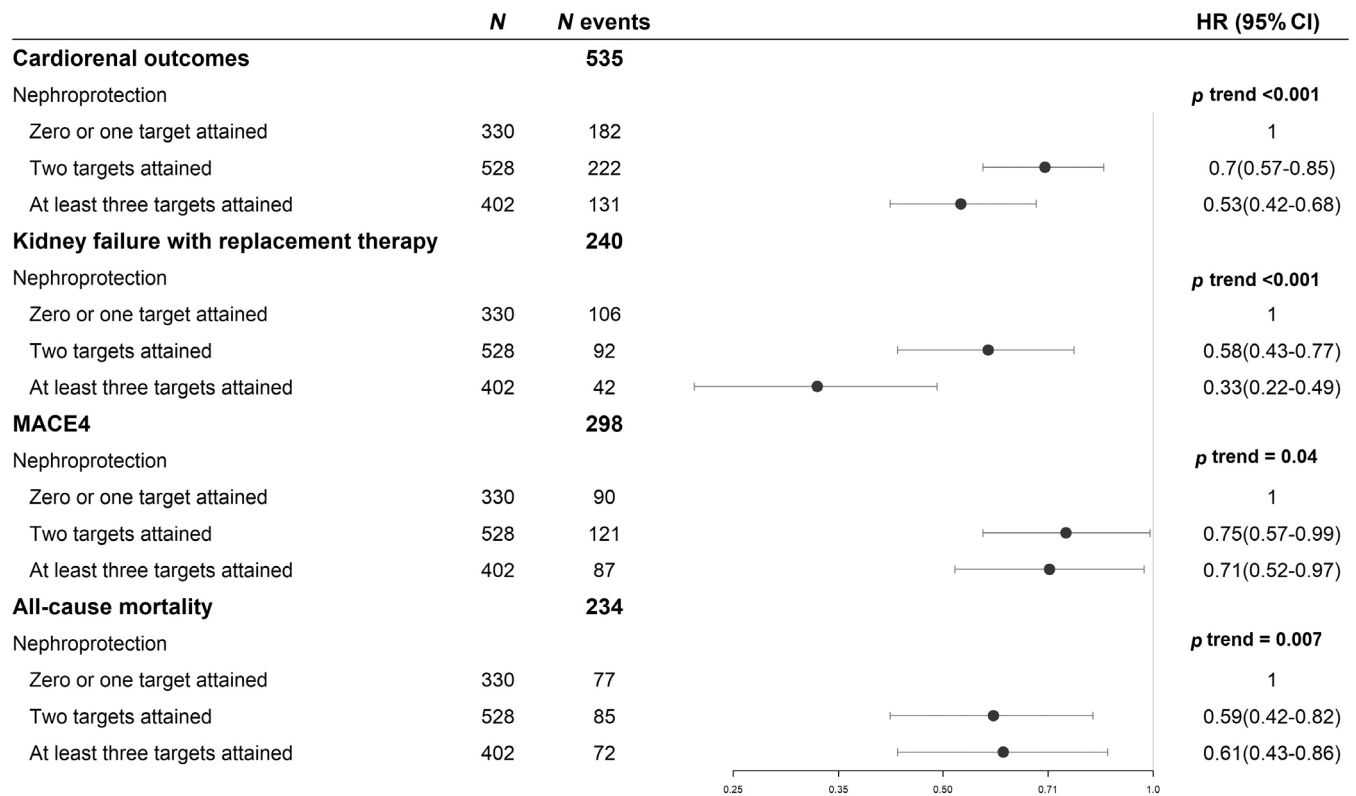 N N events HR (95% CI)
Cardiorenal outcomes 535
Nephroprotection p trend <0.001
Zero or one target attained 330 182 1
Two targets attained 528 222 0.7(0.57-0.85)
At least three targets attained 402 131 0.53(0.42-0.68)
Kidney failure with replacement therapy 240
Nephroprotection p trend <0.001
Zero or one target attained 330 106 1
Two targets attained 528 92 0.58(0.43-0.77)
At least three targets attained 402 42 0.33(0.22-0.49)
MACE4 298
Nephroprotection p trend = 0.04
Zero or one target attained 330 90 1
Two targets attained 528 121 0.75(0.57-0.99)
At least three targets attained 402 87 0.71(0.52-0.97)
All-cause mortality 234
Nephroprotection p trend = 0.007
Zero or one target attained 330 77 1
Two targets attained 528 85 0.59(0.42-0.82)
At least three targets attained 402 72 0.61(0.43-0.86)
0.25 0.35 0.50 0.71 1.0